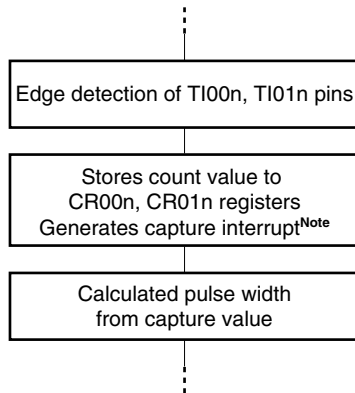 Edge detection of TI00n, TI01n pins
Stores count value to
CR00n, CR01n registers
Generates capture interruptNote
Calculated pulse width
from capture value